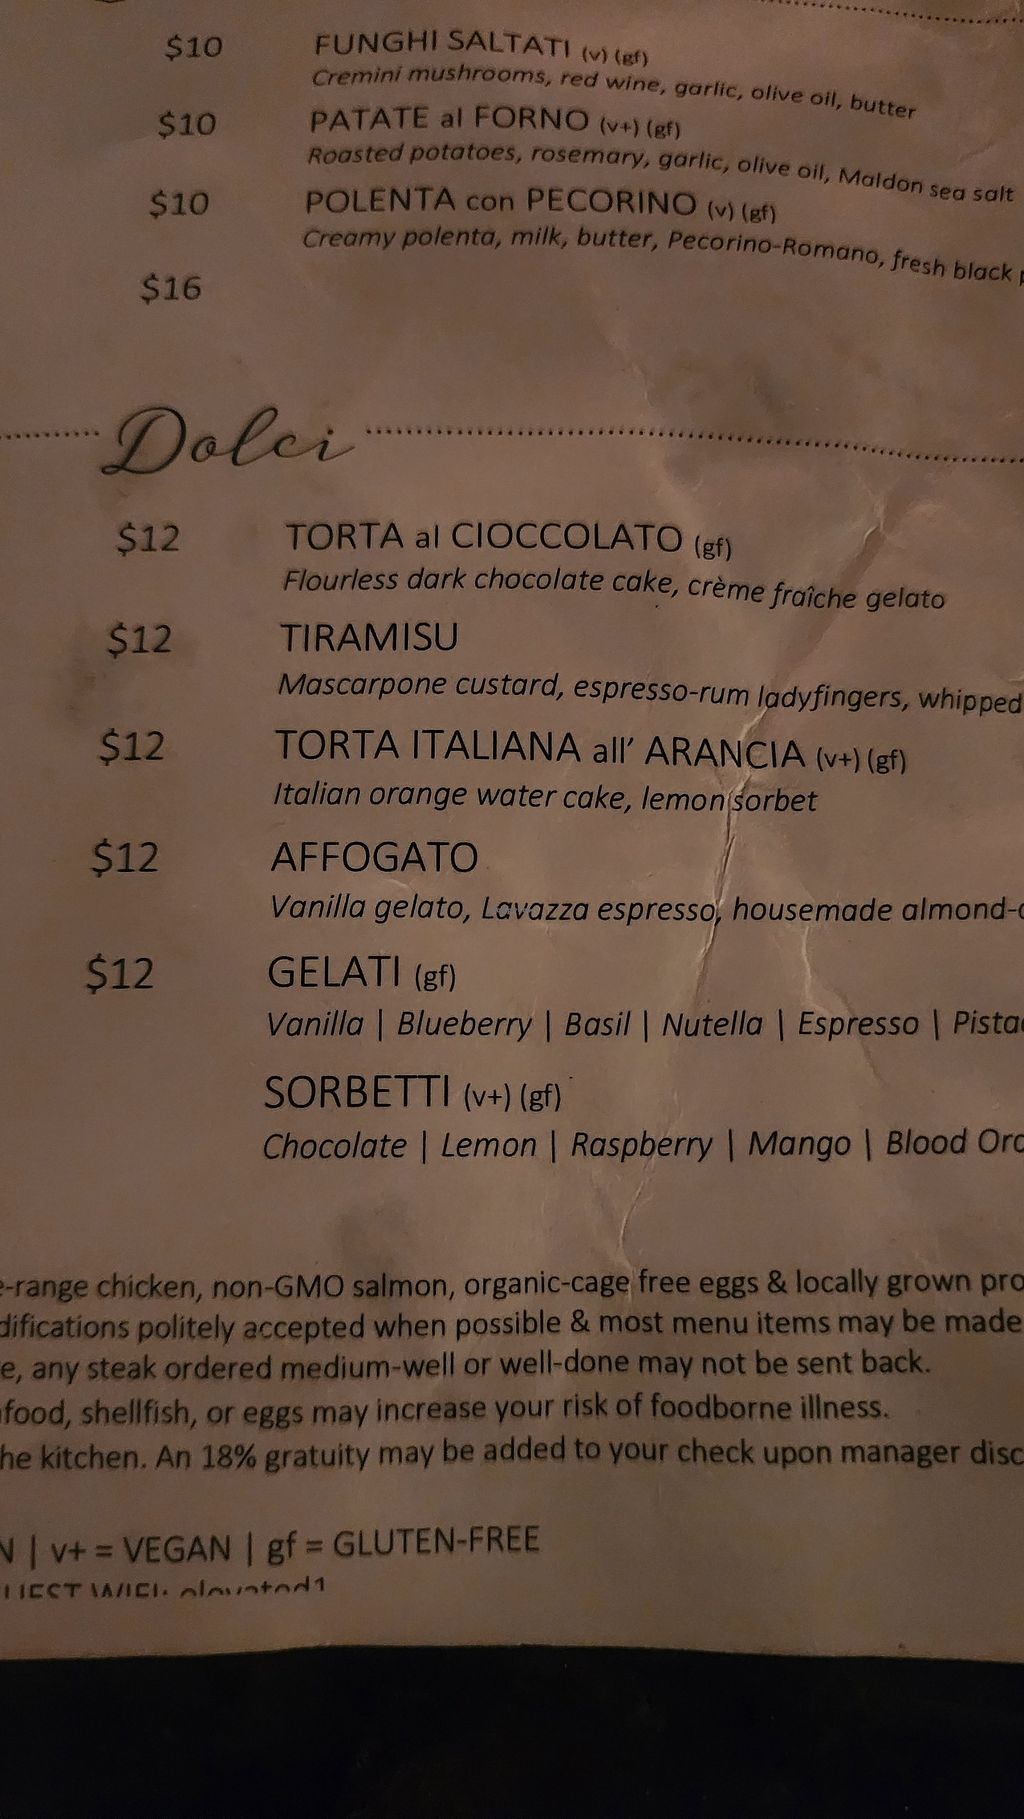 $10 FUNGHI SALTATI (v) (gf)
Cremini mushrooms, red wine, garlic, olive oil, butter
$10 PATATE al FORNO (v+) (gf)
Roasted potatoes, rosemary, garlic, olive oil, Maldon sea salt
$10 POLENTA con PECORINO (v) (gf)
Creamy polenta, milk, butter, Pecorino-Romano, fresh black
$16
Dolci
$12 TORTA al CIOCCOLATO (gf)
Flourless dark chocolate cake, crème fraîche gelato
$12 TIRAMISU
Mascarpone custard, espresso-rum ladyfingers, whipped
$12 TORTA ITALIANA all' ARANCIA (v+) (gf)
Italian orange water cake, lemon sorbet
$12 AFFOGATO
Vanilla gelato, Lavazza espresso, housemade almond-
$12 GELATI (gf)
Vanilla | Blueberry | Basil | Nutella | Espresso |
SORBETTI (v+) (gf)
Chocolate | Lemon | Raspberry | Mango | Blood
-range chicken, non-GMO salmon, organic-cage free eggs & locally grown
politely accepted when possible & most menu items may be made
any steak ordered medium-well or well-done may not be sent back.
shellfish, or eggs may increase your risk of foodborne illness.
kitchen. An 18% gratuity may be added to your check upon manager
| v+ = VEGAN | gf = GLUTEN-FREE